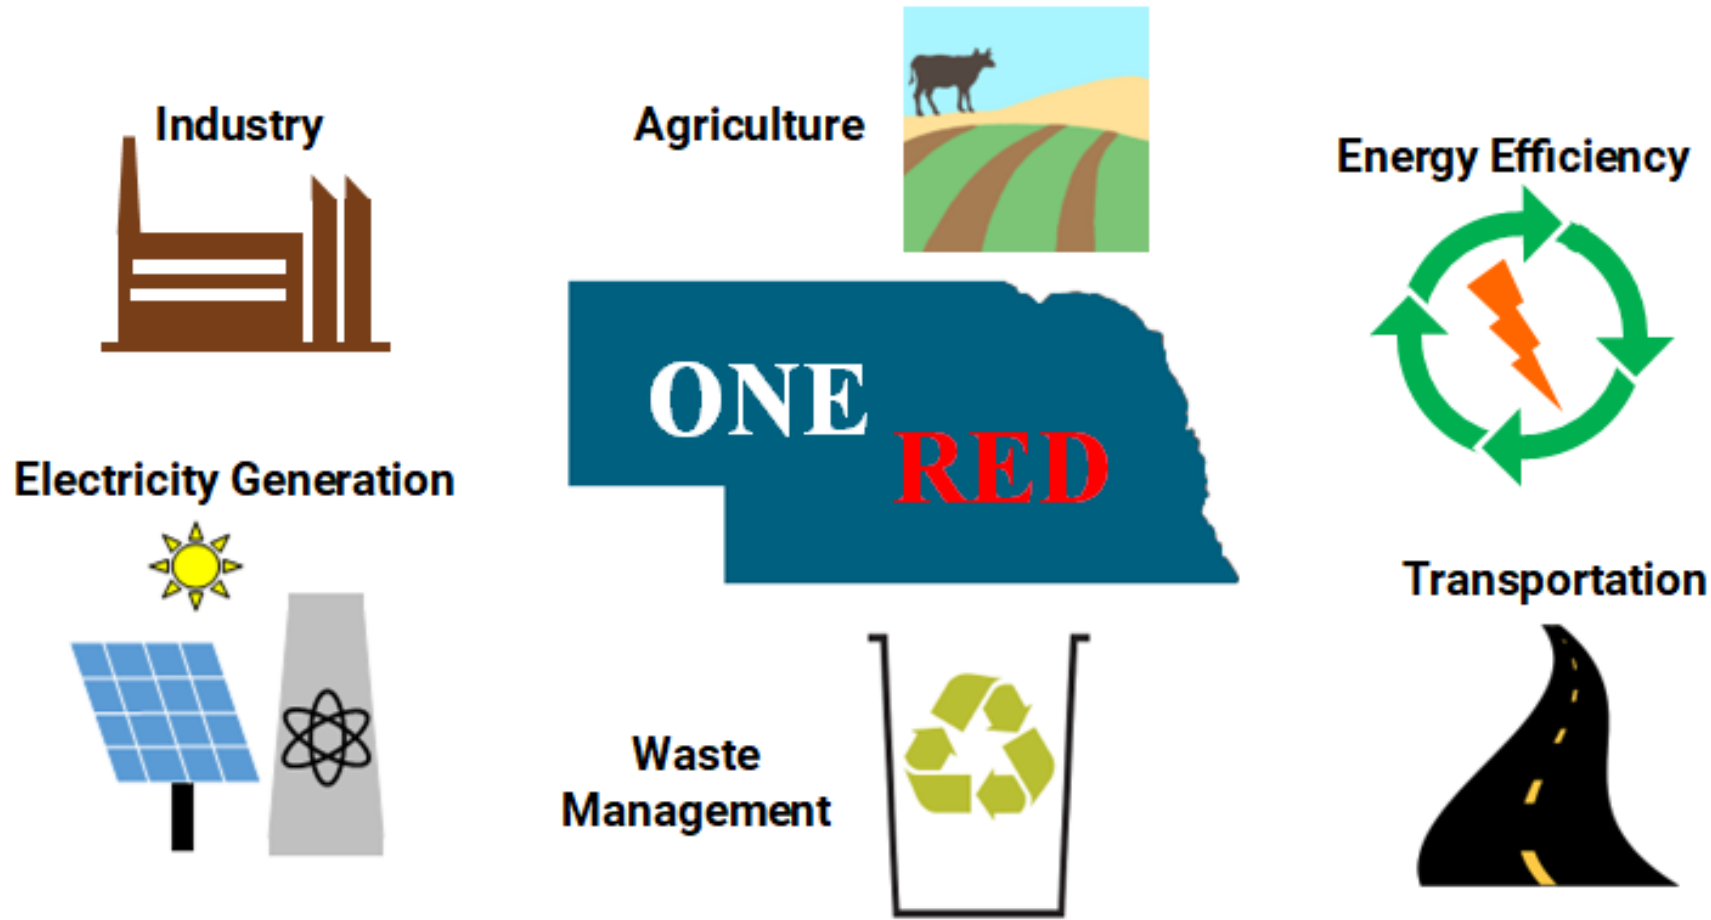 Industry
Agriculture
Energy Efficiency
ONE
RED
Electricity Generation
Transportation
Waste
Management